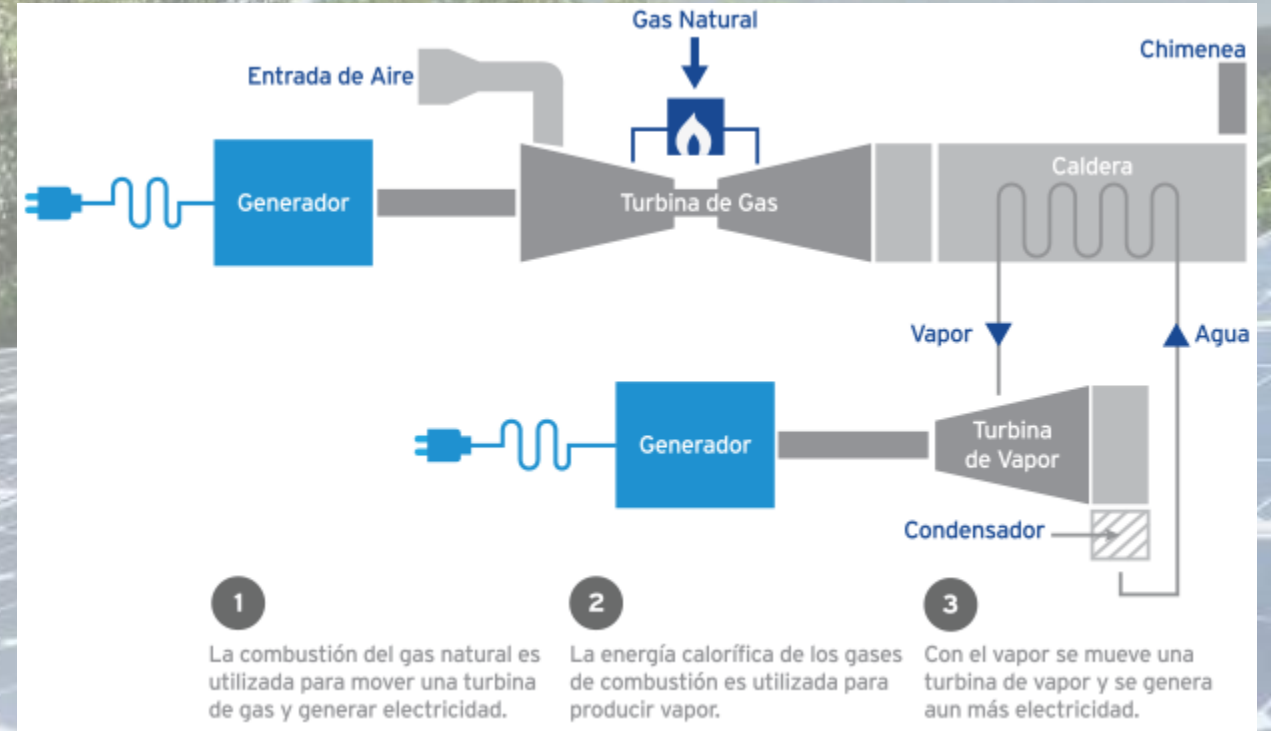 Gas Natural
Chimenea
Entrada de Aire
Caldera
Generador
Turbina de Gas
Vapor
Agua
Generador
Turbina
de Vapor
Condensador
1
La combustión del gas natural es
utilizada para mover una turbina
de gas y generar electricidad.
2
La energía calorífica de los gases
de combustión es utilizada para
producir vapor.
3
Con el vapor se mueve una
turbina de vapor y se genera
aun más electricidad.